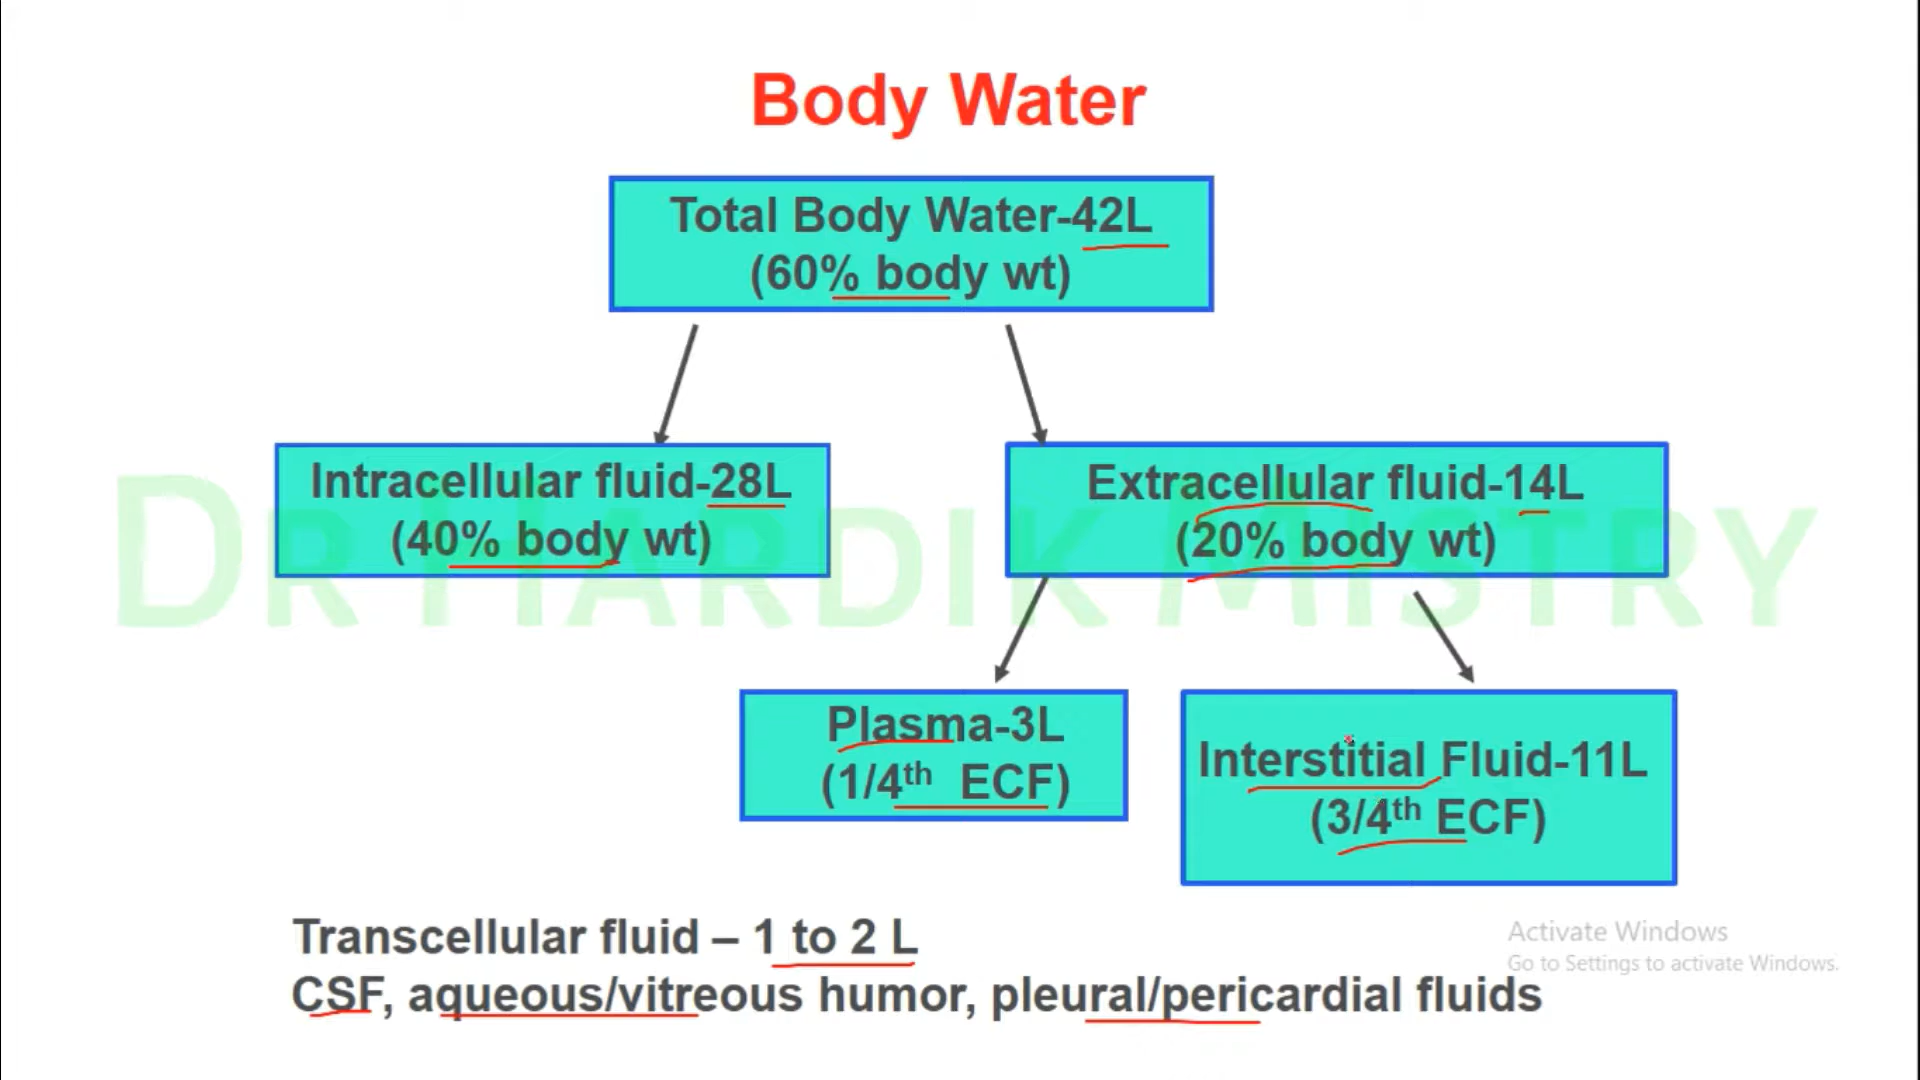 Body Water
Total Body Water-42L
(60% body wt)
Intracellular fluid-28L
(40% body wt)
Extracellular fluid-14L
(20% body wt)
DR HARDIK MISTRY
Plasma-3L
(1/4th ECF)
Interstitial Fluid-11L
(3/4th ECF)
Transcellular fluid – 1 to 2 L
CSF, aqueous/vitreous humor, pleural/pericardial fluids
Activate Windows
Go to Settings to activate Windows.